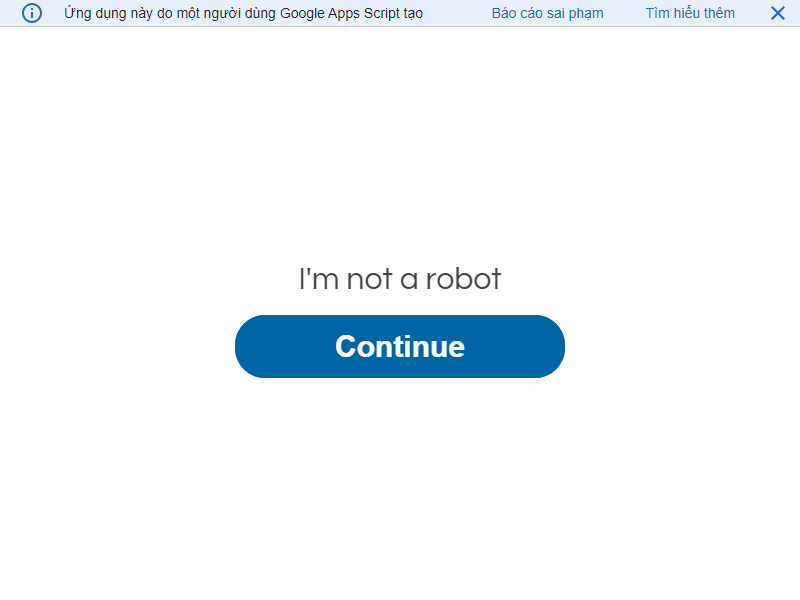 Ứng dụng này do một người dùng Google Apps Script tạo Báo cáo sai phạm Tìm hiểu thêm
I'm not a robot
Continue